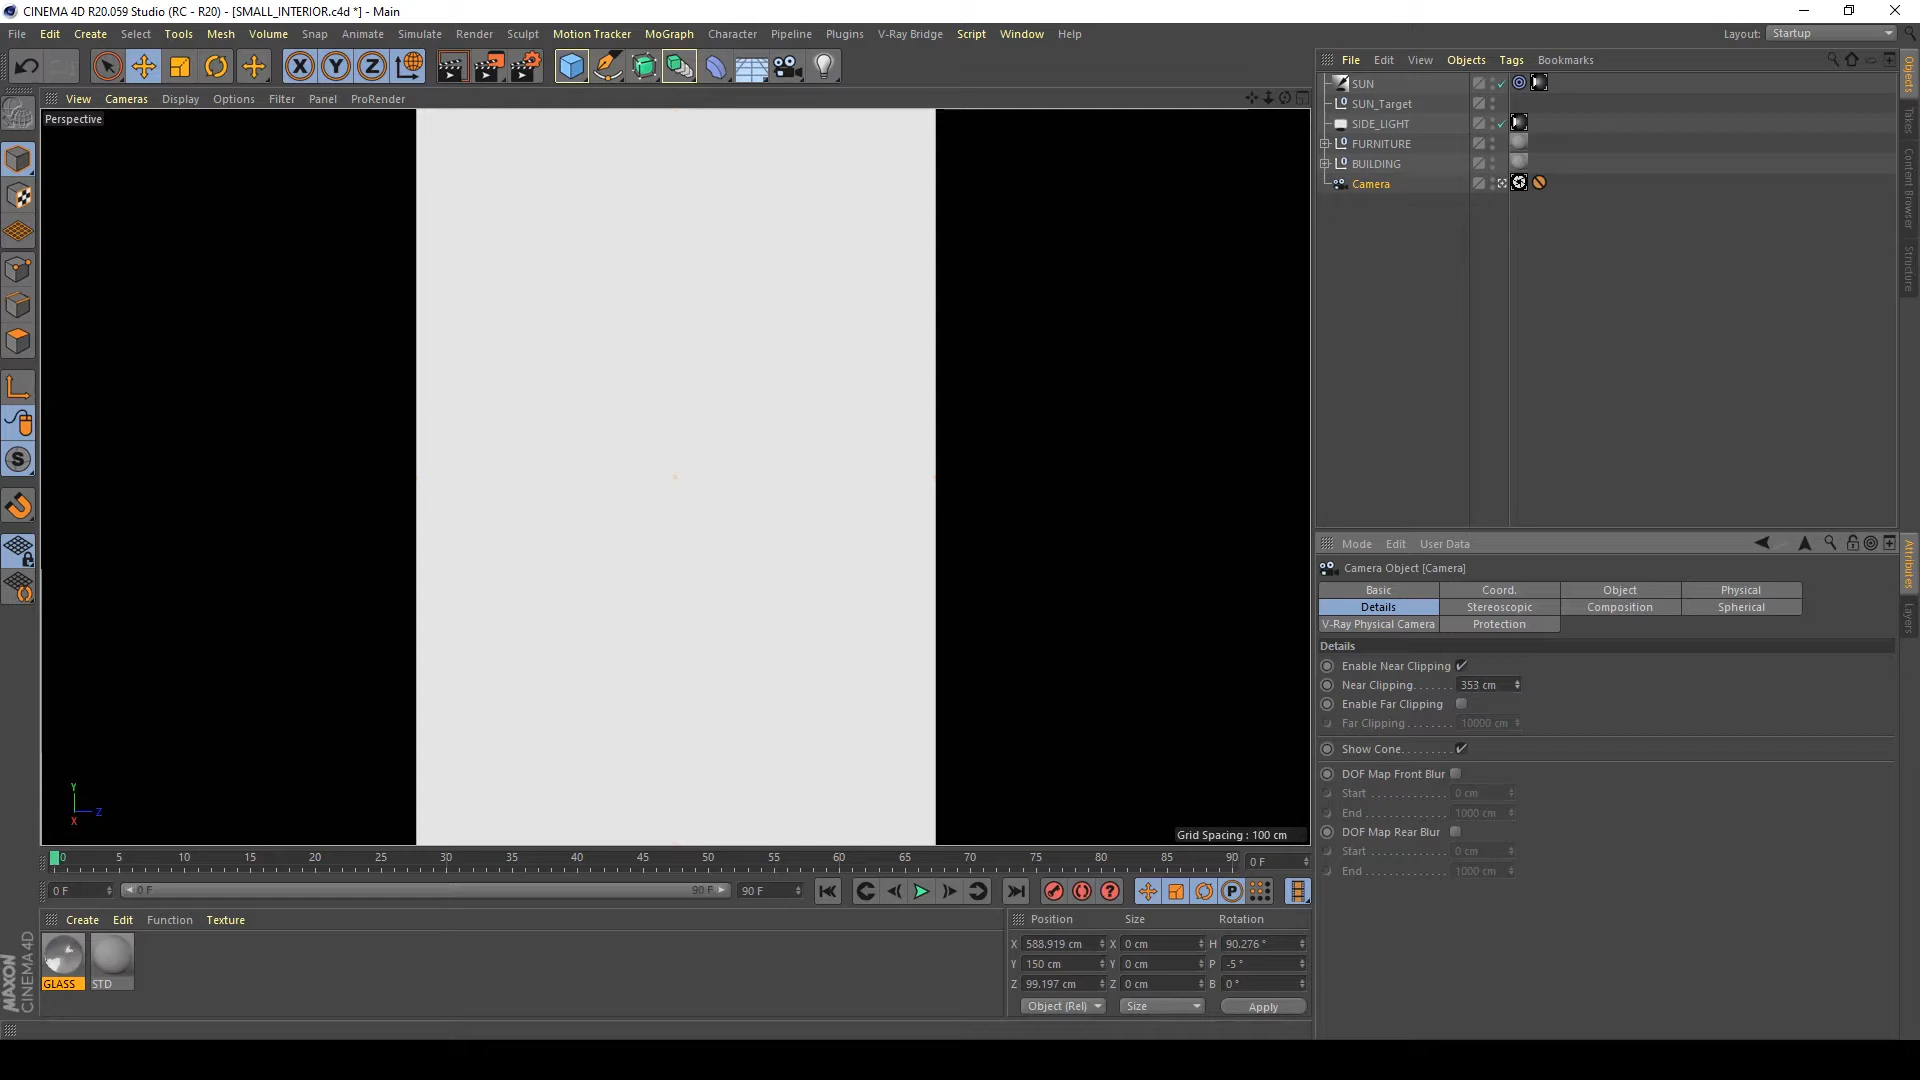 CINEMA 4D R20.059 Studio (RC - R20) - [SMALL_INTERIOR.c4d *] - Main
File Edit Create Select Tools Mesh Volume Snap Animate Simulate Render Sculpt Motion Tracker MoGraph Character Pipeline Plugins V-Ray Bridge Script Window Help
Layout: Startup
View Cameras Display Options Filter Panel ProRender
Perspective
Y
Z
X
Grid Spacing : 100 cm
0 5 10 15 20 25 30 35 40 45 50 55 60 65 70 75 80 85 90
0 F
0 F 0 F 90 F 90 F
Create Edit Function Texture
GLASS STD
MAXON
CINEMA 4D
Position Size Rotation
X 588.919 cm X 0 cm H 90.276 °
Y 150 cm Y 0 cm P -5 °
Z 99.197 cm Z 0 cm B 0 °
Object (Rel) Size Apply
File Edit View Objects Tags Bookmarks
SUN
SUN_Target
SIDE_LIGHT
FURNITURE
BUILDING
Camera
Objects
Takes
Content Browser
Structure
Mode Edit User Data
Camera Object [Camera]
Basic Coord. Object Physical
Details Stereoscopic Composition Spherical
V-Ray Physical Camera Protection
Details
Enable Near Clipping
Near Clipping . . . . . . . 353 cm
Enable Far Clipping
Far Clipping . . . . . . . . 10000 cm
Show Cone . . . . . . . . .
DOF Map Front Blur
Start . . . . . . . . . . . . . 0 cm
End . . . . . . . . . . . . . 1000 cm
DOF Map Rear Blur
Start . . . . . . . . . . . . . 0 cm
End . . . . . . . . . . . . . 1000 cm
Attributes
Layers